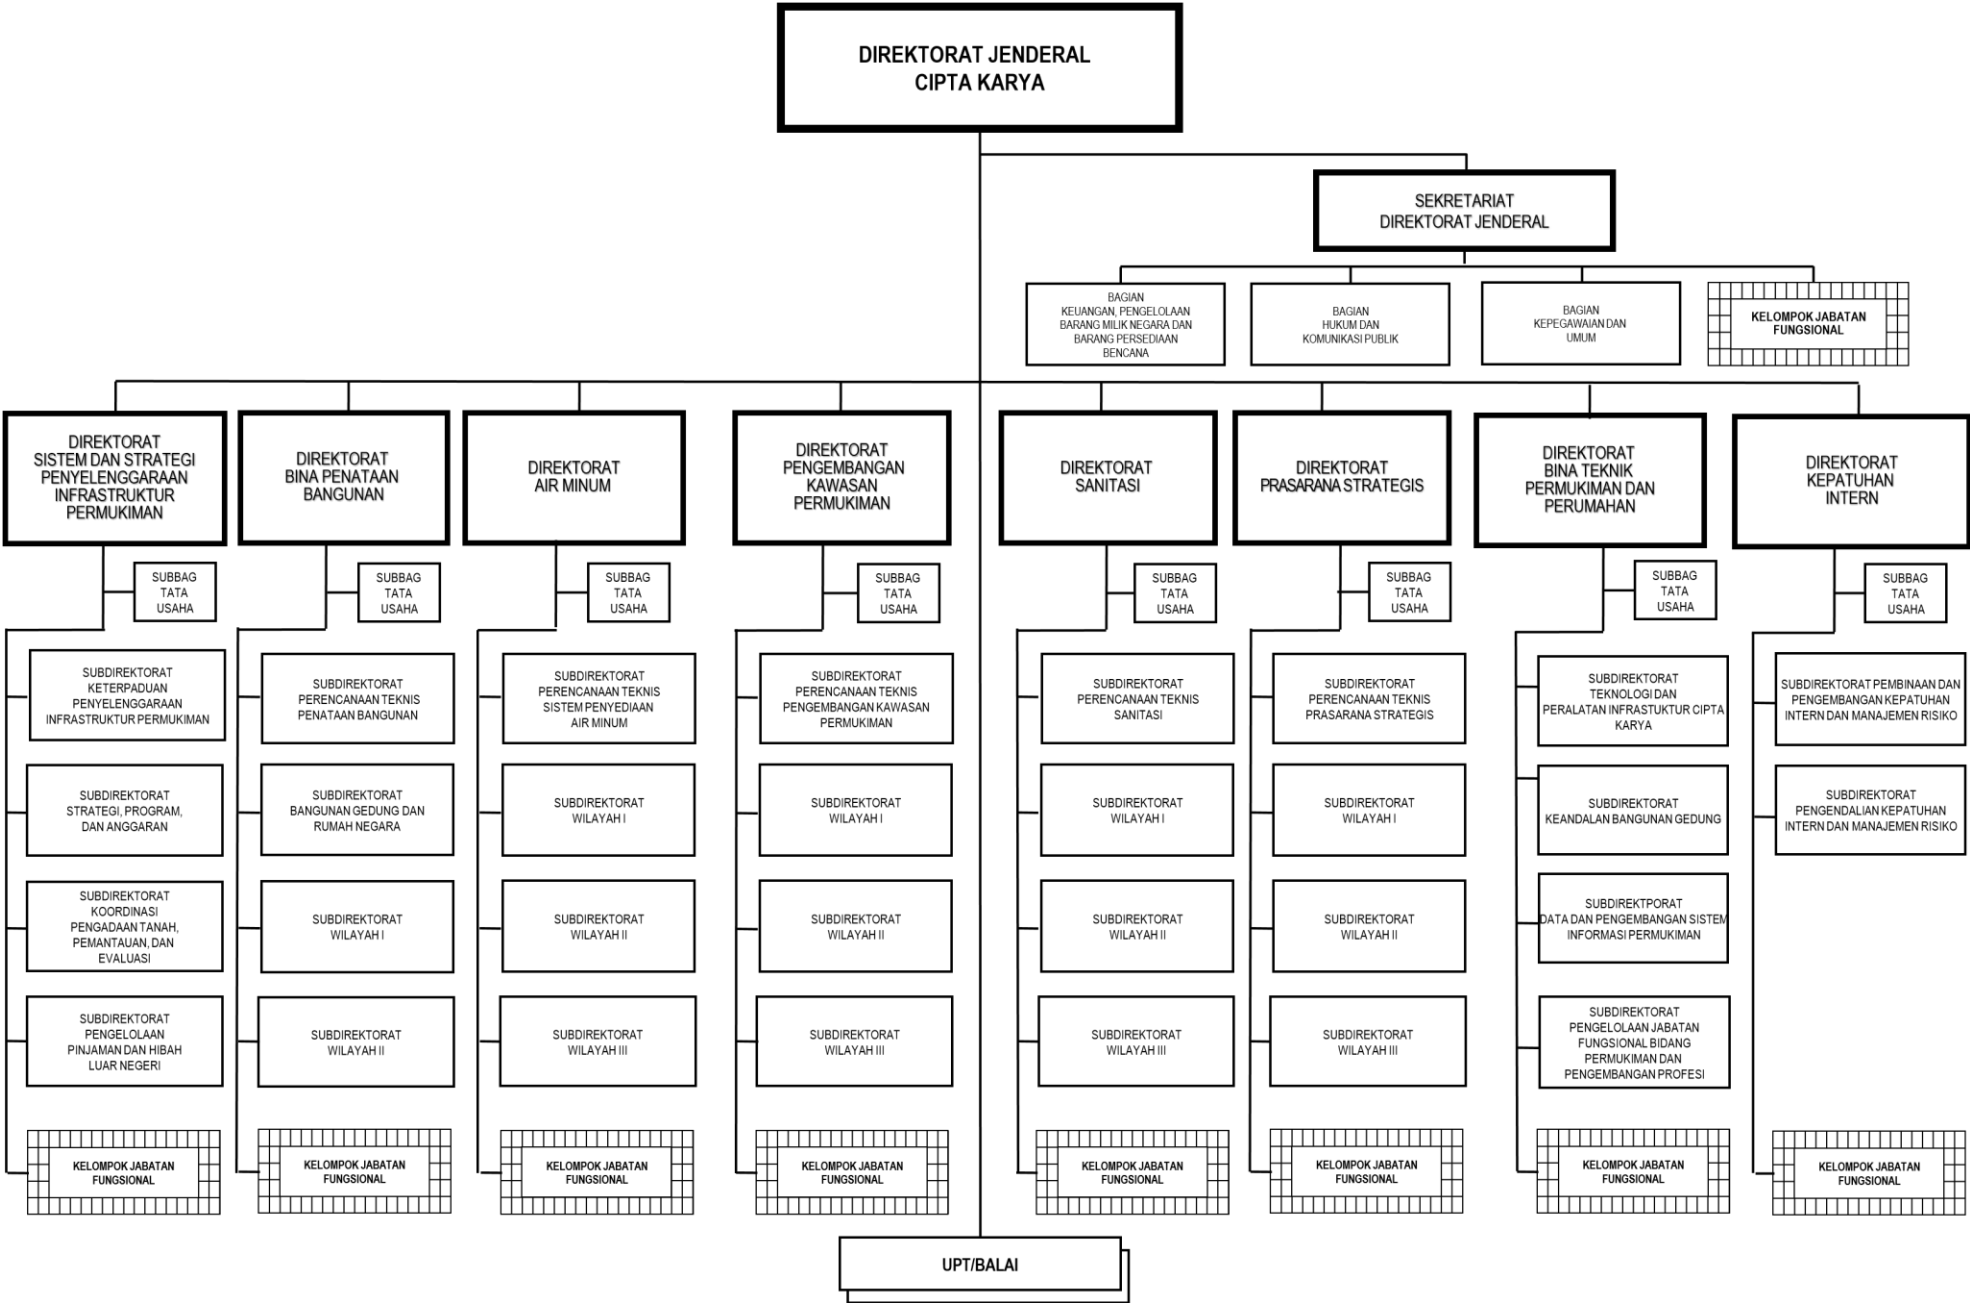 DIREKTORAT JENDERAL
CIPTA KARYA
SEKRETARIAT
DIREKTORAT JENDERAL
BAGIAN
KEUANGAN, PENGELOLAAN
BARANG MILIK NEGARA DAN
BARANG PERSEDIAAN
BENCANA
BAGIAN
HUKUM DAN
KOMUNIKASI PUBLIK
BAGIAN
KEPEGAWAIAN DAN
UMUM
KELOMPOK JABATAN
FUNGSIONAL
DIREKTORAT
SISTEM DAN STRATEGI
PENYELENGGARAAN
INFRASTRUKTUR
PERMUKIMAN
DIREKTORAT
BINA PENATAAN
BANGUNAN
DIREKTORAT
AIR MINUM
DIREKTORAT
PENGEMBANGAN
KAWASAN
PERMUKIMAN
DIREKTORAT
SANITASI
DIREKTORAT
PRASARANA STRATEGIS
DIREKTORAT
BINA TEKNIK
PERMUKIMAN DAN
PERUMAHAN
DIREKTORAT
KEPATUHAN
INTERN
SUBBAG
TATA
USAHA
SUBBAG
TATA
USAHA
SUBBAG
TATA
USAHA
SUBBAG
TATA
USAHA
SUBBAG
TATA
USAHA
SUBBAG
TATA
USAHA
SUBBAG
TATA
USAHA
SUBBAG
TATA
USAHA
SUBDIREKTORAT
KETERPADUAN
PENYELENGGARAAN
INFRASTRUKTUR PERMUKIMAN
SUBDIREKTORAT
PERENCANAAN TEKNIS
PENATAAN BANGUNAN
SUBDIREKTORAT
PERENCANAAN TEKNIS
SISTEM PENYEDIAAN
AIR MINUM
SUBDIREKTORAT
PERENCANAAN TEKNIS
PENGEMBANGAN KAWASAN
PERMUKIMAN
SUBDIREKTORAT
PERENCANAAN TEKNIS
SANITASI
SUBDIREKTORAT
PERENCANAAN TEKNIS
PRASARANA STRATEGIS
SUBDIREKTORAT
TEKNOLOGI DAN
PERALATAN INFRASTUKTUR CIPTA
KARYA
SUBDIREKTORAT PEMBINAAN DAN
PENGEMBANGAN KEPATUHAN
INTERN DAN MANAJEMEN RISIKO
SUBDIREKTORAT
STRATEGI, PROGRAM,
DAN ANGGARAN
SUBDIREKTORAT
BANGUNAN GEDUNG DAN
RUMAH NEGARA
SUBDIREKTORAT
WILAYAH I
SUBDIREKTORAT
WILAYAH I
SUBDIREKTORAT
WILAYAH I
SUBDIREKTORAT
WILAYAH I
SUBDIREKTORAT
KEANDALAN BANGUNAN GEDUNG
SUBDIREKTORAT
PENGENDALIAN KEPATUHAN
INTERN DAN MANAJEMEN RISIKO
SUBDIREKTORAT
KOORDINASI
PENGADAAN TANAH,
PEMANTAUAN, DAN
EVALUASI
SUBDIREKTORAT
WILAYAH I
SUBDIREKTORAT
WILAYAH II
SUBDIREKTORAT
WILAYAH II
SUBDIREKTORAT
WILAYAH II
SUBDIREKTORAT
WILAYAH II
SUBDIREKTPORAT
DATA DAN PENGEMBANGAN SISTEM
INFORMASI PERMUKIMAN
SUBDIREKTORAT
PENGELOLAAN
PINJAMAN DAN HIBAH
LUAR NEGERI
SUBDIREKTORAT
WILAYAH II
SUBDIREKTORAT
WILAYAH III
SUBDIREKTORAT
WILAYAH III
SUBDIREKTORAT
WILAYAH III
SUBDIREKTORAT
WILAYAH III
SUBDIREKTORAT
PENGELOLAAN JABATAN
FUNGSIONAL BIDANG
PERMUKIMAN DAN
PENGEMBANGAN PROFESI
KELOMPOK JABATAN
FUNGSIONAL
KELOMPOK JABATAN
FUNGSIONAL
KELOMPOK JABATAN
FUNGSIONAL
KELOMPOK JABATAN
FUNGSIONAL
KELOMPOK JABATAN
FUNGSIONAL
KELOMPOK JABATAN
FUNGSIONAL
KELOMPOK JABATAN
FUNGSIONAL
KELOMPOK JABATAN
FUNGSIONAL
UPT/BALAI